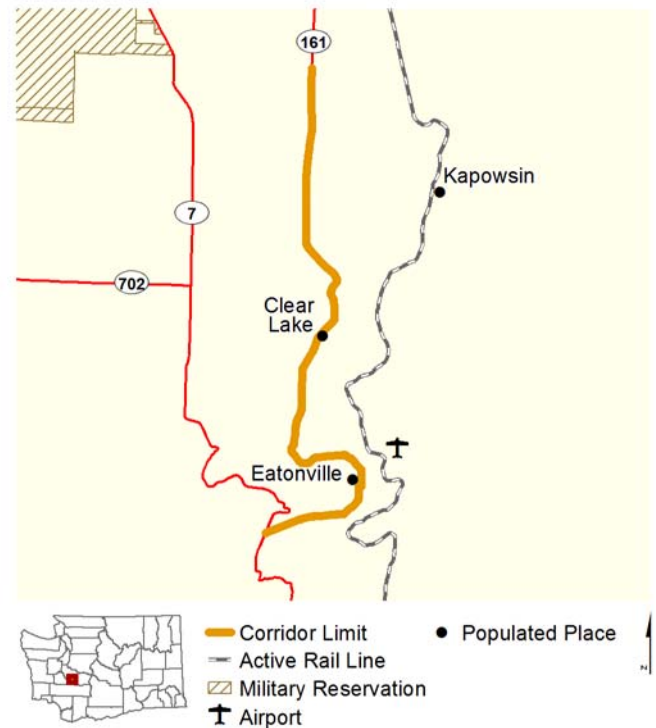 161
Kapowsin
7
702
Clear
Lake
Eatonville
Corridor Limit
Populated Place
Active Rail Line
Military Reservation
Airport
N